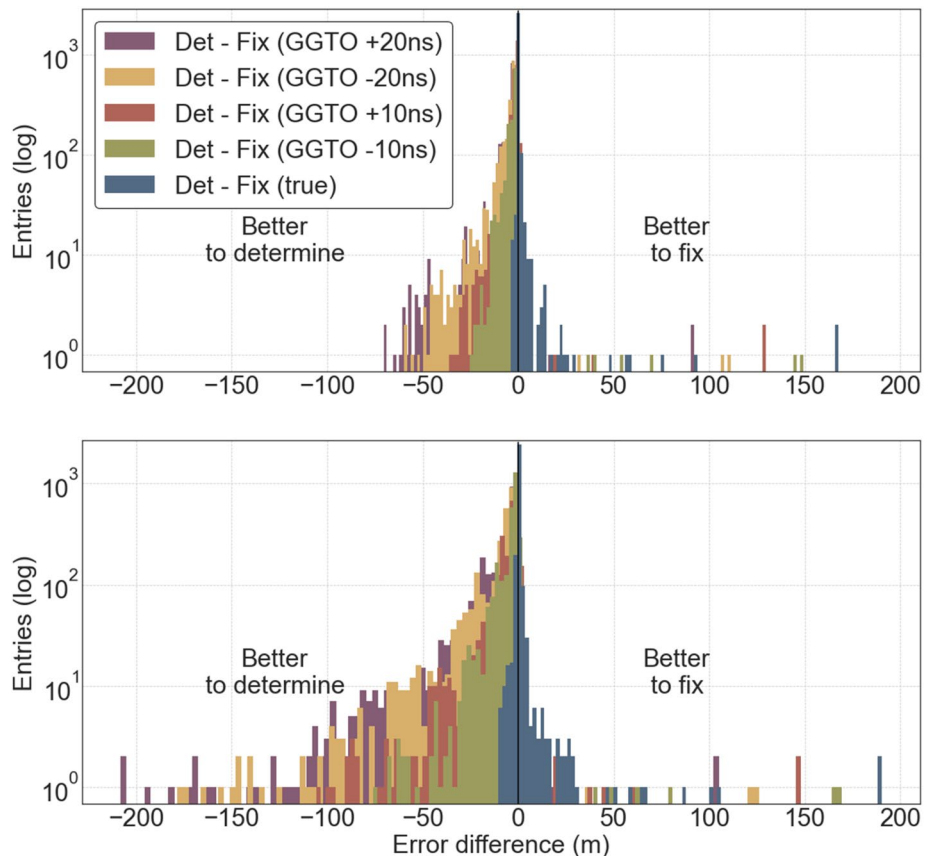 Entries (log)
10³
10²
10¹
10⁰
Det - Fix (GGTO +20ns)
Det - Fix (GGTO -20ns)
Det - Fix (GGTO +10ns)
Det - Fix (GGTO -10ns)
Det - Fix (true)
Better
to determine
Better
to fix
−200 −150 −100 −50 0 50 100 150 200
Entries (log)
10³
10²
10¹
10⁰
Better
to determine
Better
to fix
−200 −150 −100 −50 0 50 100 150 200
Error difference (m)